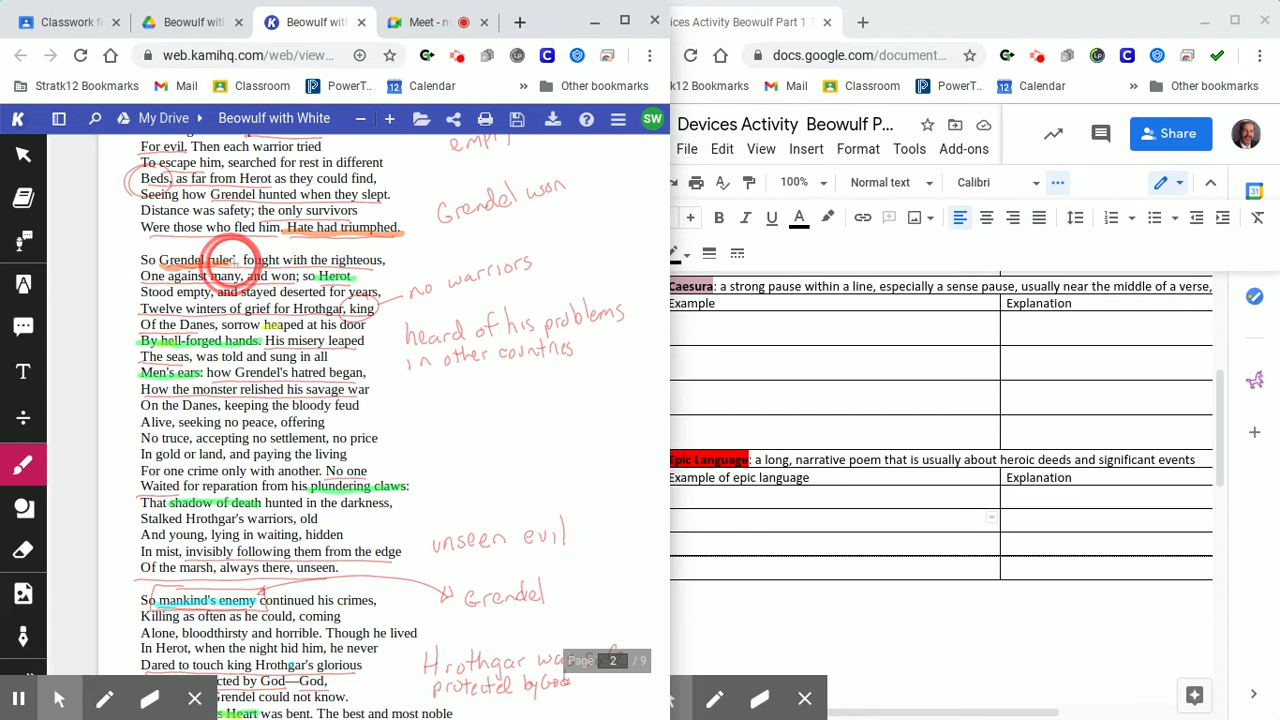 Classwork f
Beowulf with
Beowulf with
Meet - n
ices Activity Beowulf Part 1 T
web.kamihq.com/web/view...
docs.google.com/document...
Stratk12 Bookmarks
Mail
Classroom
PowerT...
Calendar
Other bookmarks
Stratk12 Bookmarks
Mail
Classroom
PowerT...
Calendar
Other bookmarks
K
My Drive
Beowulf with White
SW
Devices Activity Beowulf P...
Share
File Edit View Insert Format Tools Add-ons
100%
Normal text
Calibri
For evil. Then each warrior tried
To escape him, searched for rest in different
Beds, as far from Herot as they could find,
Seeing how Grendel hunted when they slept.
Distance was safety; the only survivors
Were those who fled him. Hate had triumphed.
empty
Grendel won
So Grendel ruled, fought with the righteous,
One against many, and won; so Herot
Stood empty, and stayed deserted for years,
Twelve winters of grief for Hrothgar, king
Of the Danes, sorrow heaped at his door
By hell-forged hands. His misery leaped
The seas, was told and sung in all
Men's ears: how Grendel's hatred began,
How the monster relished his savage war
On the Danes, keeping the bloody feud
Alive, seeking no peace, offering
No truce, accepting no settlement, no price
In gold or land, and paying the living
For one crime only with another. No one
Waited for reparation from his plundering claws:
That shadow of death hunted in the darkness,
Stalked Hrothgar's warriors, old
And young, lying in waiting, hidden
In mist, invisibly following them from the edge
Of the marsh, always there, unseen.
no warriors
heard of his problems
in other countries
unseen evil
So mankind's enemy continued his crimes,
Killing as often as he could, coming
Alone, bloodthirsty and horrible. Though he lived
In Herot, when the night hid him, he never
Dared to touch king Hrothgar's glorious
cted by God—God,
Grendel could not know.
Heart was bent. The best and most noble
Grendel
Hrothgar was
protected by God
Page 2 / 9
Caesura: a strong pause within a line, especially a sense pause, usually near the middle of a verse,
Example
Explanation
Epic Language: a long, narrative poem that is usually about heroic deeds and significant events
Example of epic language
Explanation